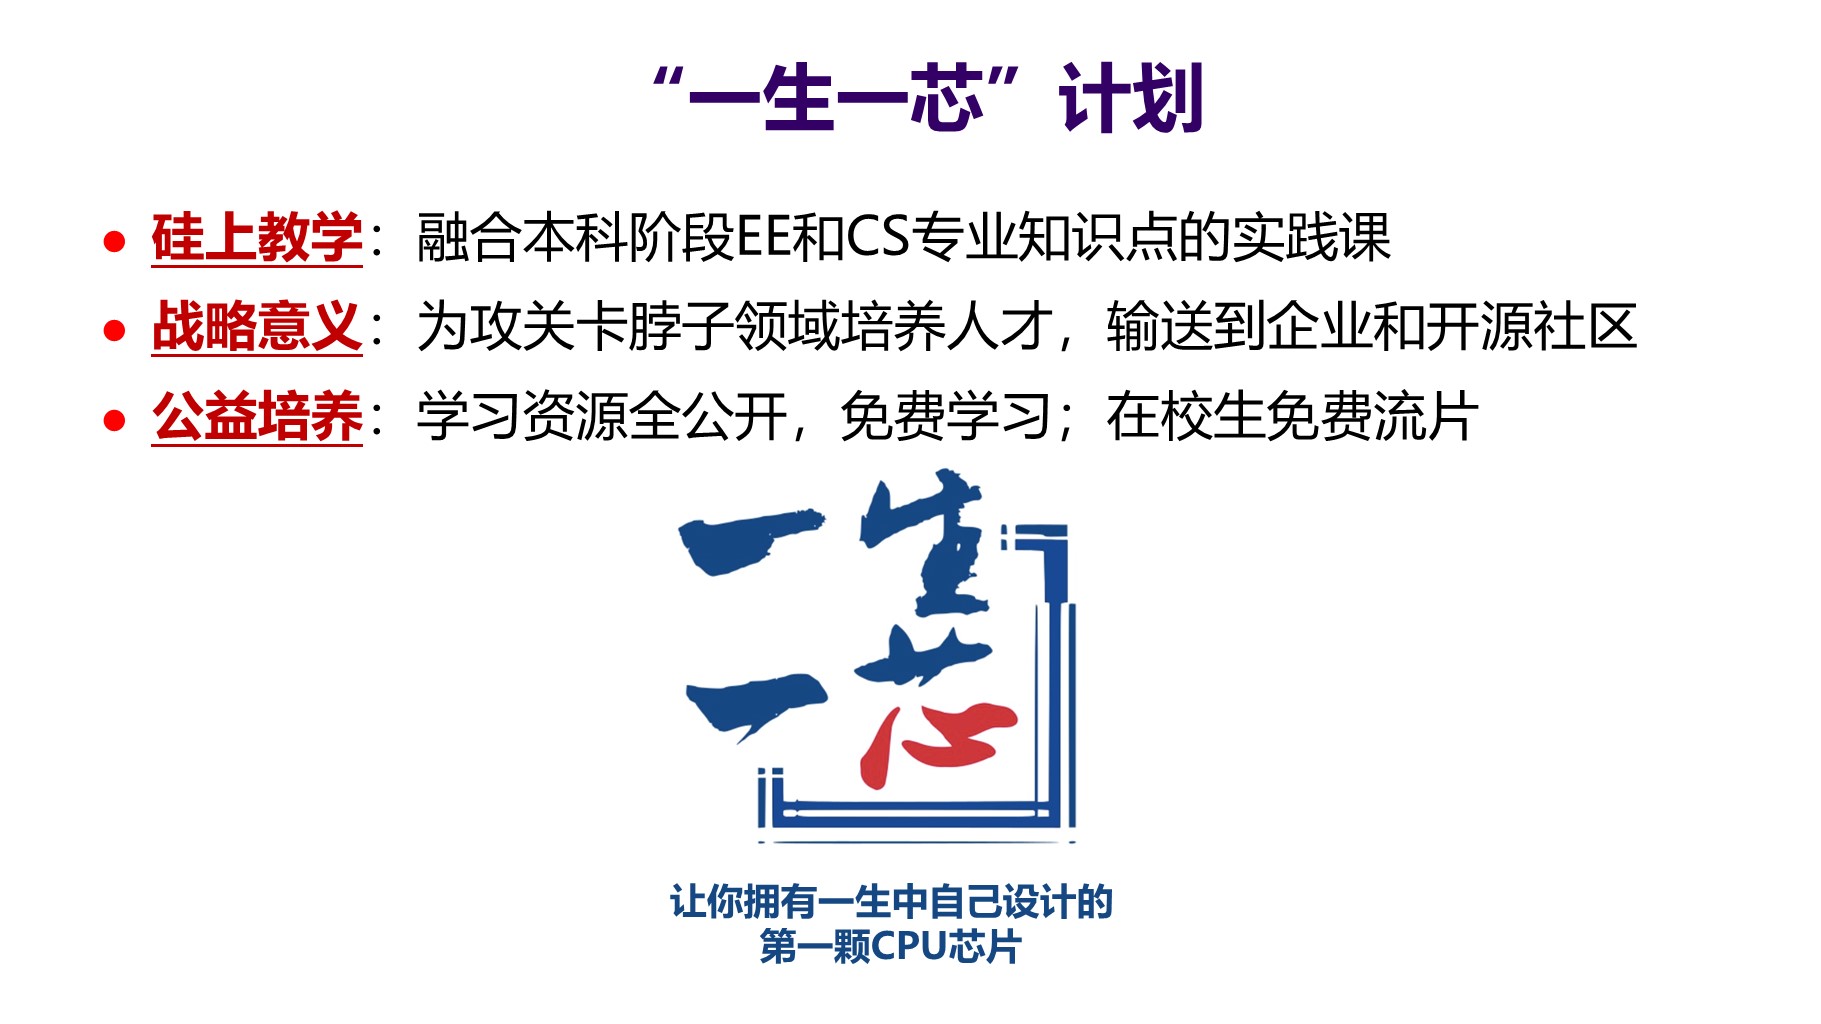 “一生一芯”计划
● 硅上教学：融合本科阶段EE和CS专业知识点的实践课
● 战略意义：为攻关卡脖子领域培养人才，输送到企业和开源社区
● 公益培养：学习资源全公开，免费学习；在校生免费流片
一生
一芯
让你拥有一生中自己设计的
第一颗CPU芯片